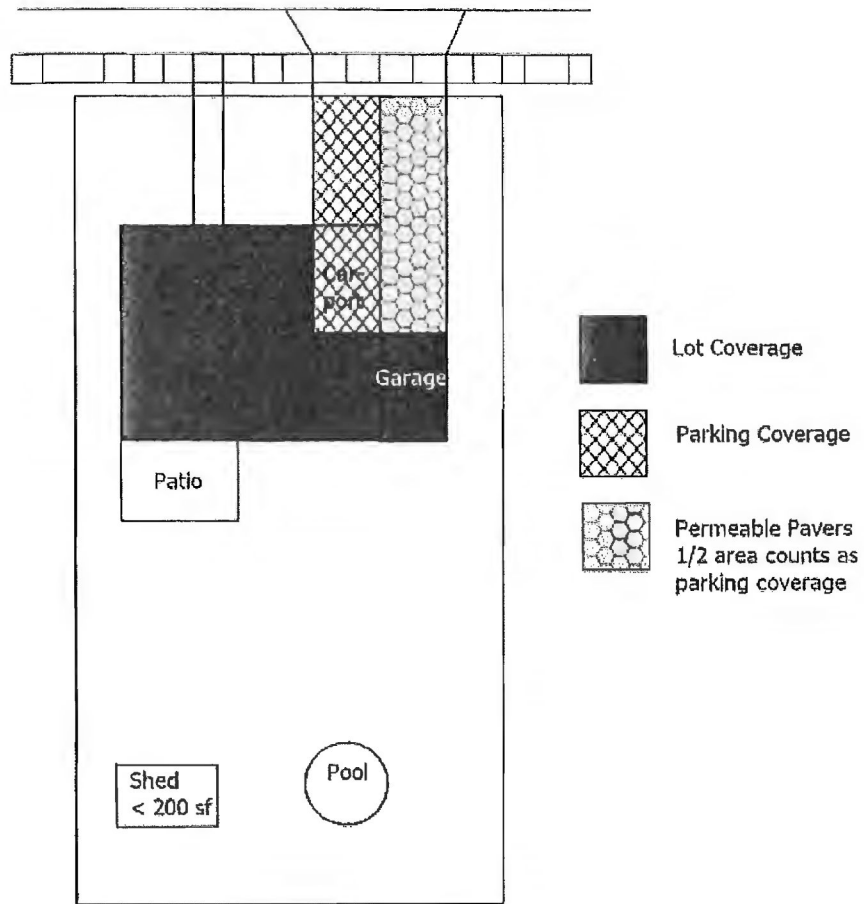 Car-
port
Garage
Patio
Shed
< 200 sf
Pool
Lot Coverage
Parking Coverage
Permeable Pavers
1/2 area counts as
parking coverage